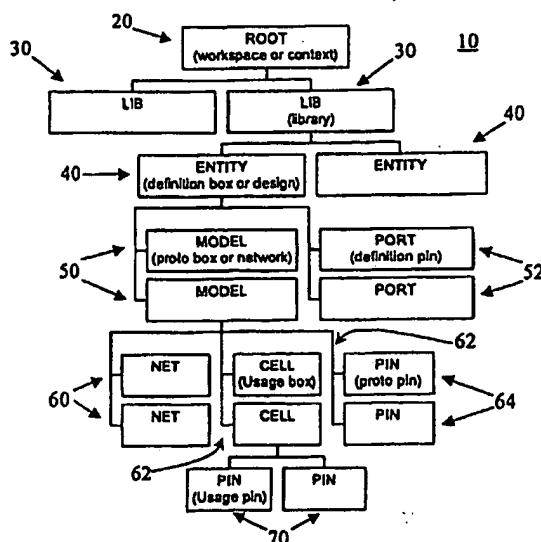 20
ROOT
(workspace or context)
10
30
30
LIB
LIB
(library)
40
40
ENTITY
(definition box or design)
ENTITY
50
MODEL
(proto box or network)
PORT
(definition pin)
52
MODEL
PORT
62
NET
CELL
(Usage box)
PIN
(proto pin)
60
64
NET
CELL
PIN
62
PIN
(Usage pin)
PIN
70